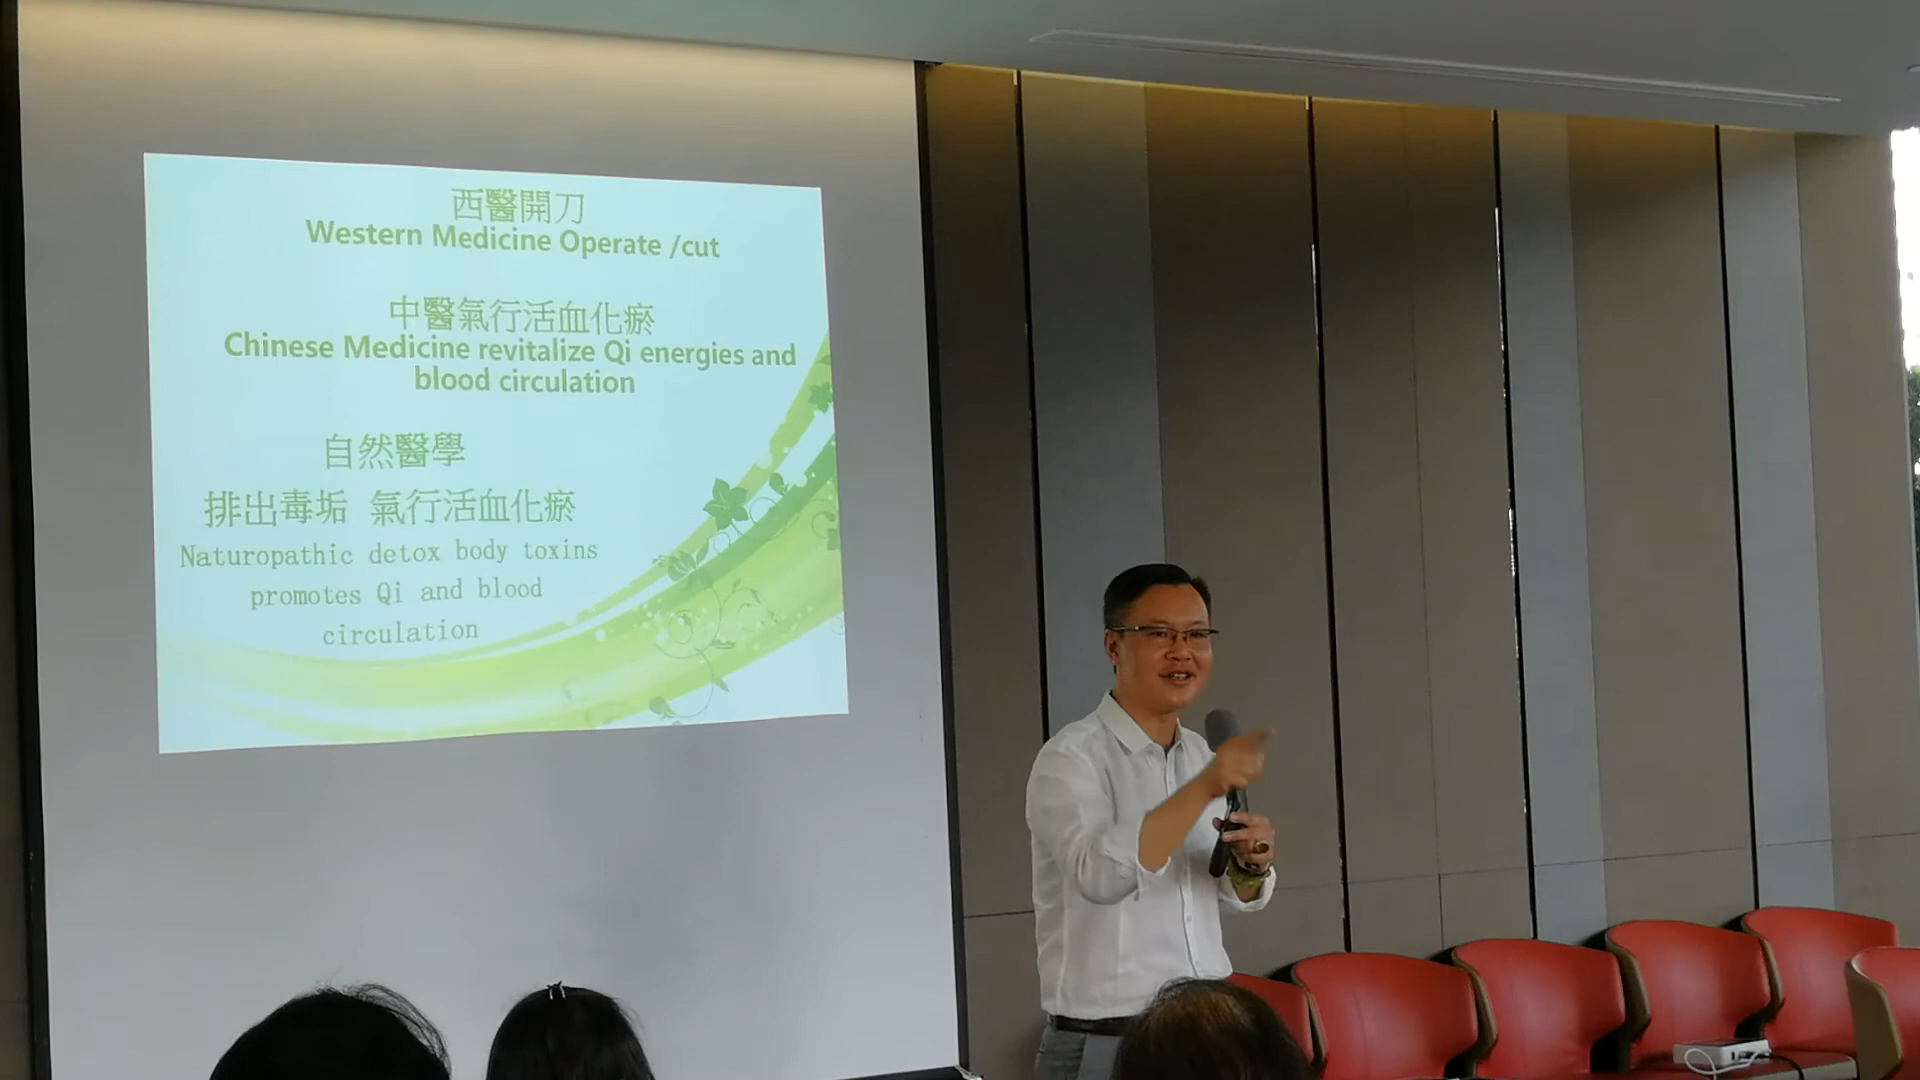 西醫開刀
Western Medicine Operate /cut
中醫氣行活血化瘀
Chinese Medicine revitalize Qi energies and
blood circulation
自然醫學
排出毒垢 氣行活血化瘀
Naturopathic detox body toxins
promotes Qi and blood
circulation